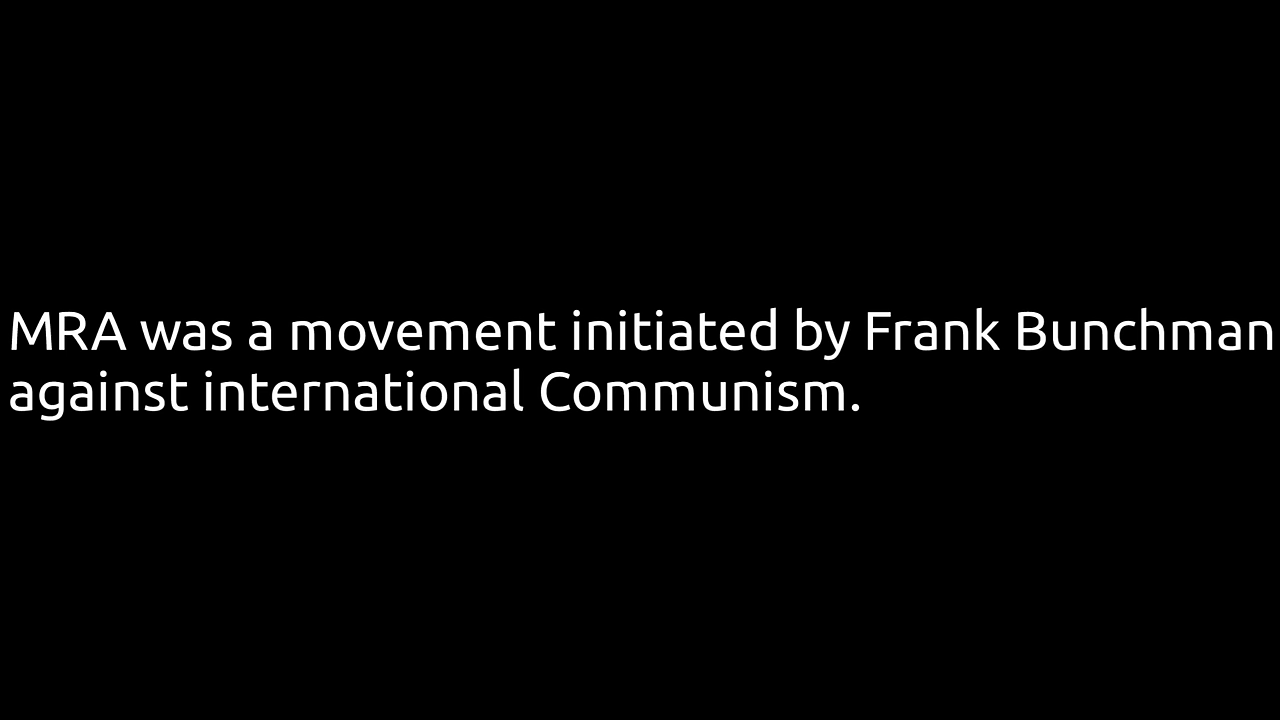 MRA was a movement initiated by Frank Bunchman
against international Communism.